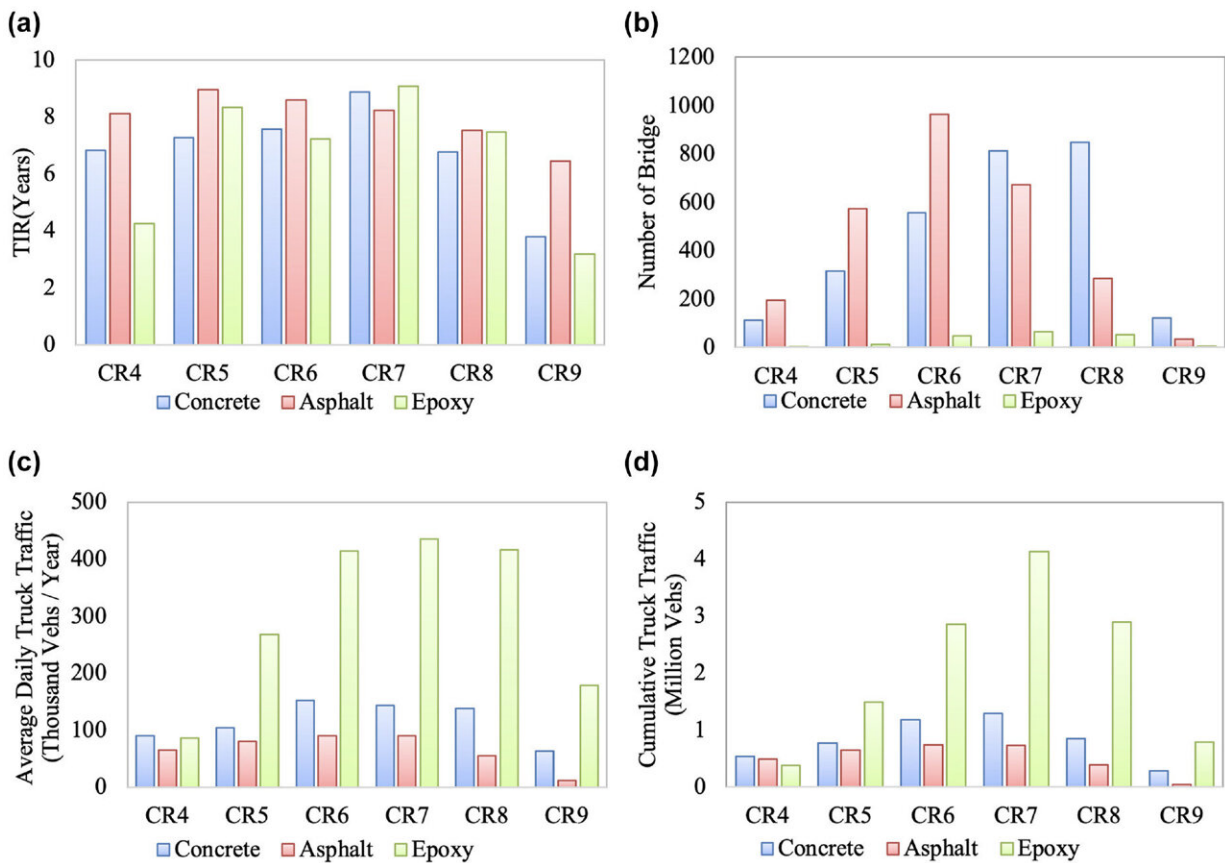 (a)
10
8
6
4
2
0
TIR(Years)
CR4 CR5 CR6 CR7 CR8 CR9
Concrete Asphalt Epoxy
(b)
1200
1000
800
600
400
200
0
Number of Bridge
CR4 CR5 CR6 CR7 CR8 CR9
Concrete Asphalt Epoxy
(c)
500
400
300
200
100
0
Average Daily Truck Traffic
(Thousand Vehs / Year)
CR4 CR5 CR6 CR7 CR8 CR9
Concrete Asphalt Epoxy
(d)
5
4
3
2
1
0
Cumulative Truck Traffic
(Million Vehs)
CR4 CR5 CR6 CR7 CR8 CR9
Concrete Asphalt Epoxy